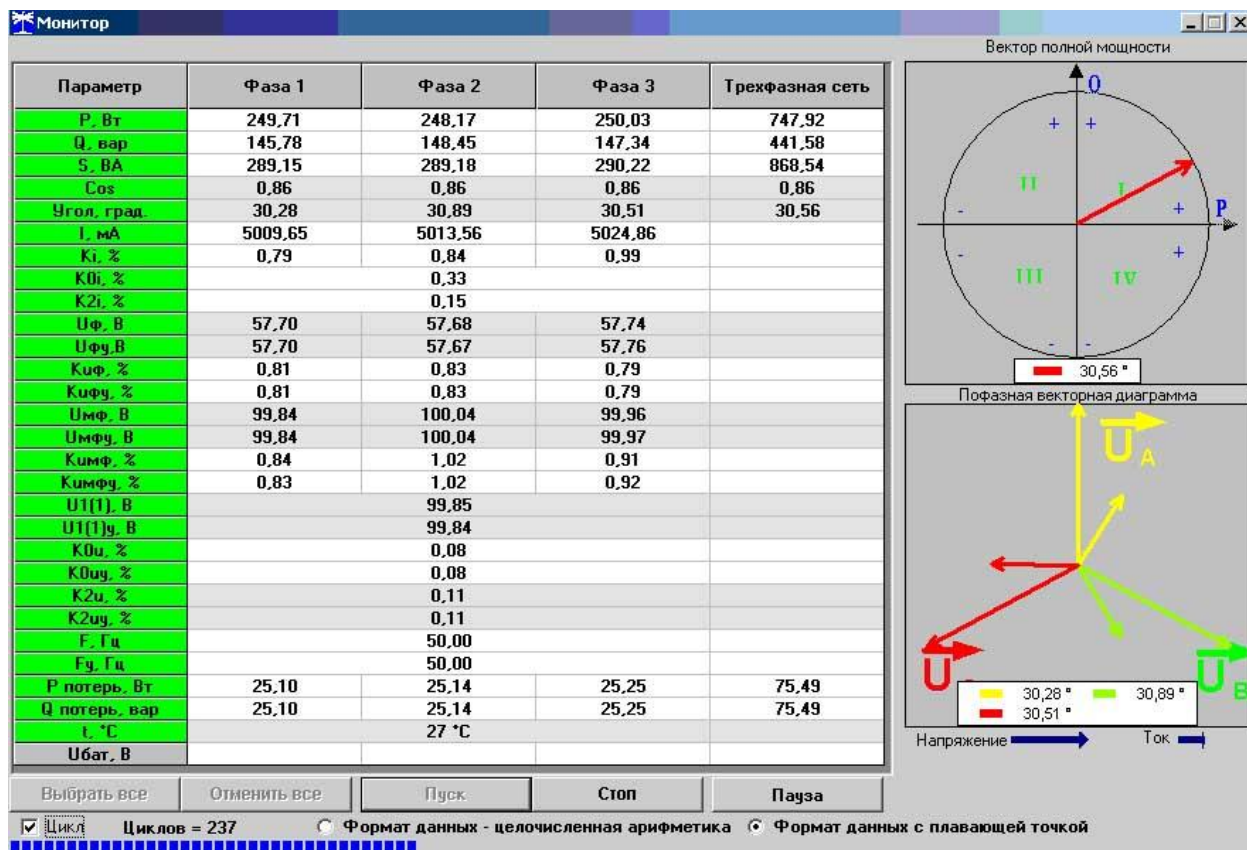 Монитор
Вектор полной мощности
Параметр Фаза 1 Фаза 2 Фаза 3 Трехфазная сеть
P, Вт 249,71 248,17 250,03 747,92
Q, вар 145,78 148,45 147,34 441,58
S, ВА 289,15 289,18 290,22 868,54
Cos 0,86 0,86 0,86 0,86
Угол, град. 30,28 30,89 30,51 30,56
I, мА 5009,65 5013,56 5024,86
Ki, % 0,79 0,84 0,99
K0i, % 0,33
K2i, % 0,15
Uф, В 57,70 57,68 57,74
Uфу,В 57,70 57,67 57,76
Kuф, % 0,81 0,83 0,79
Kuфу, % 0,81 0,83 0,79
Uмф, В 99,84 100,04 99,96
Uмфу, В 99,84 100,04 99,97
Kuмф, % 0,84 1,02 0,91
Kuмфу, % 0,83 1,02 0,92
U1(1), В 99,85
U1(1)у, В 99,84
K0u, % 0,08
K0uy, % 0,08
K2u, % 0,11
K2uy, % 0,11
F, Гц 50,00
Fy, Гц 50,00
P потерь, Вт 25,10 25,14 25,25 75,49
Q потерь, вар 25,10 25,14 25,25 75,49
t, °C 27 °C
Uбат, В
Q
+ +
II I
- + P
- +
III IV
- -
30,56 °
Пофазная векторная диаграмма
U A
U U B
30,28 ° 30,89 °
30,51 °
Напряжение Ток
Выбрать все Отменить все Пуск Стоп Пауза
Цикл Циклов = 237 Формат данных - целочисленная арифметика Формат данных с плавающей точкой